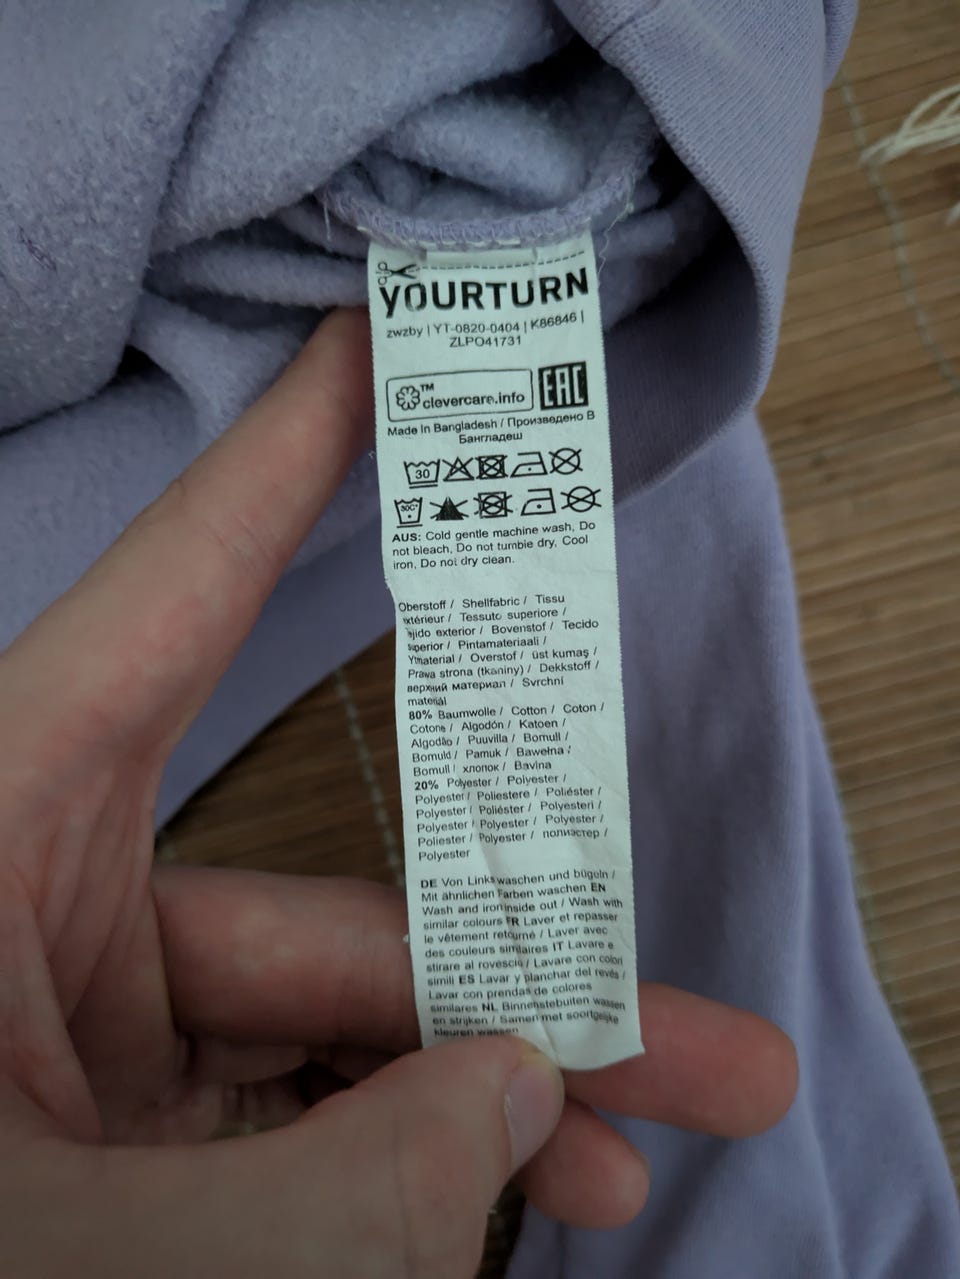 YOURTURN
zwzby | YT-0820-0404 | K86846 |
ZLPO41731
TM
clevercare.info
EAC
Made In Bangladesh / Произведено В
Бангладеш
30
30C°
AUS: Cold gentle machine wash, Do
not bleach, Do not tumble dry, Cool
iron, Do not dry clean.
Oberstoff / Shellfabric / Tissu
extérieur / Tessuto superiore /
Tejido exterior / Bovenstof / Tecido
superior / Pintamateriaali /
Ytmaterial / Overstof / üst kumaş /
Prawa strona (tkaniny) / Dekkstoff /
верхний материал / Svrchní
materiál
80% Baumwolle / Cotton / Coton /
Cotone / Algodón / Katoen /
Algodão / Puuvilla / Bomull /
Bomuld / Pamuk / Bawełna /
Bomull / хлопок / Bavlna
20% Polyester / Polyester /
Polyester / Poliestere / Poliéster /
Polyester / Poliéster / Polyesteri /
Polyester / Polyester / Polyester /
Poliester / Polyester / полиэстер /
Polyester
DE Von Links waschen und bügeln /
Mit ähnlichen Farben waschen EN
Wash and iron inside out / Wash with
similar colours FR Laver et repasser
le vêtement retourné / Laver avec
des couleurs similaires IT Lavare e
stirare al rovescio / Lavare con colori
simili ES Lavar y planchar del revés /
Lavar con prendas de colores
similares NL Binnenstebuiten wassen
en strijken / Samen met soortgelijke
kleuren wassen